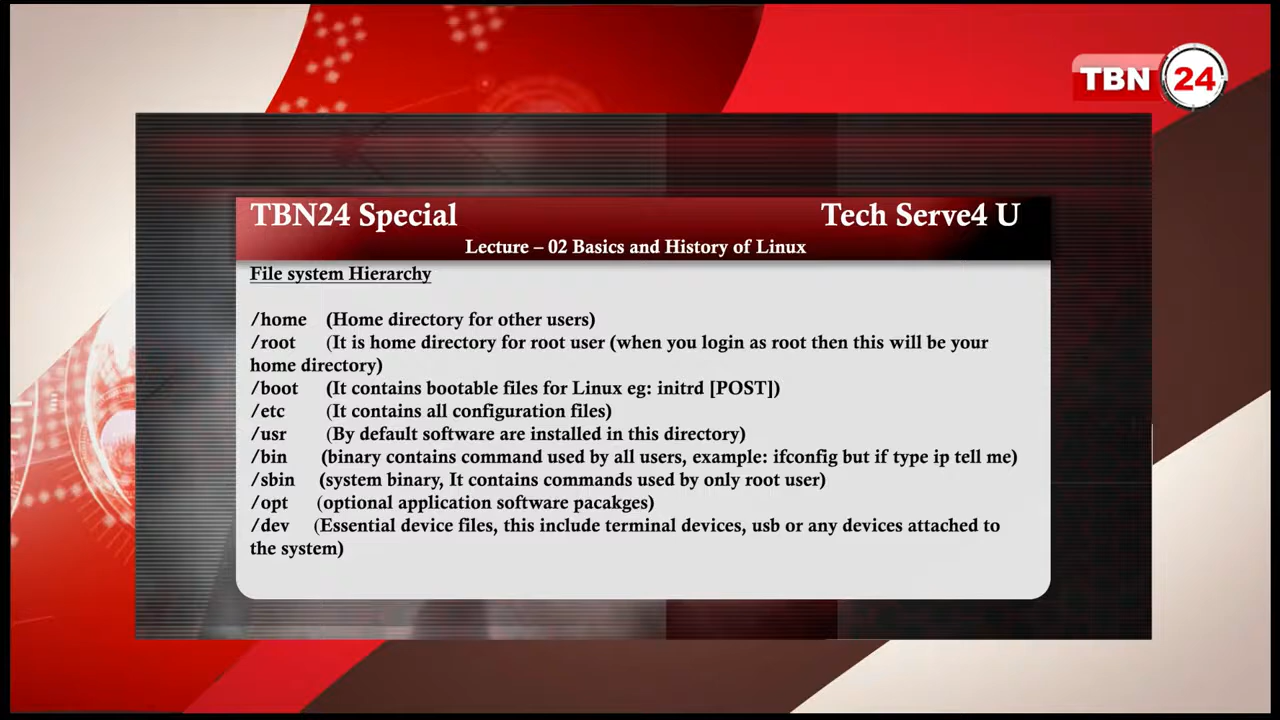 TBN 24
TBN24 Special Tech Serve4 U
Lecture – 02 Basics and History of Linux
File system Hierarchy
/home (Home directory for other users)
/root (It is home directory for root user (when you login as root then this will be your
home directory)
/boot (It contains bootable files for Linux eg: initrd [POST])
/etc (It contains all configuration files)
/usr (By default software are installed in this directory)
/bin (binary contains command used by all users, example: ifconfig but if type ip tell me)
/sbin (system binary, It contains commands used by only root user)
/opt (optional application software pacakges)
/dev (Essential device files, this include terminal devices, usb or any devices attached to
the system)